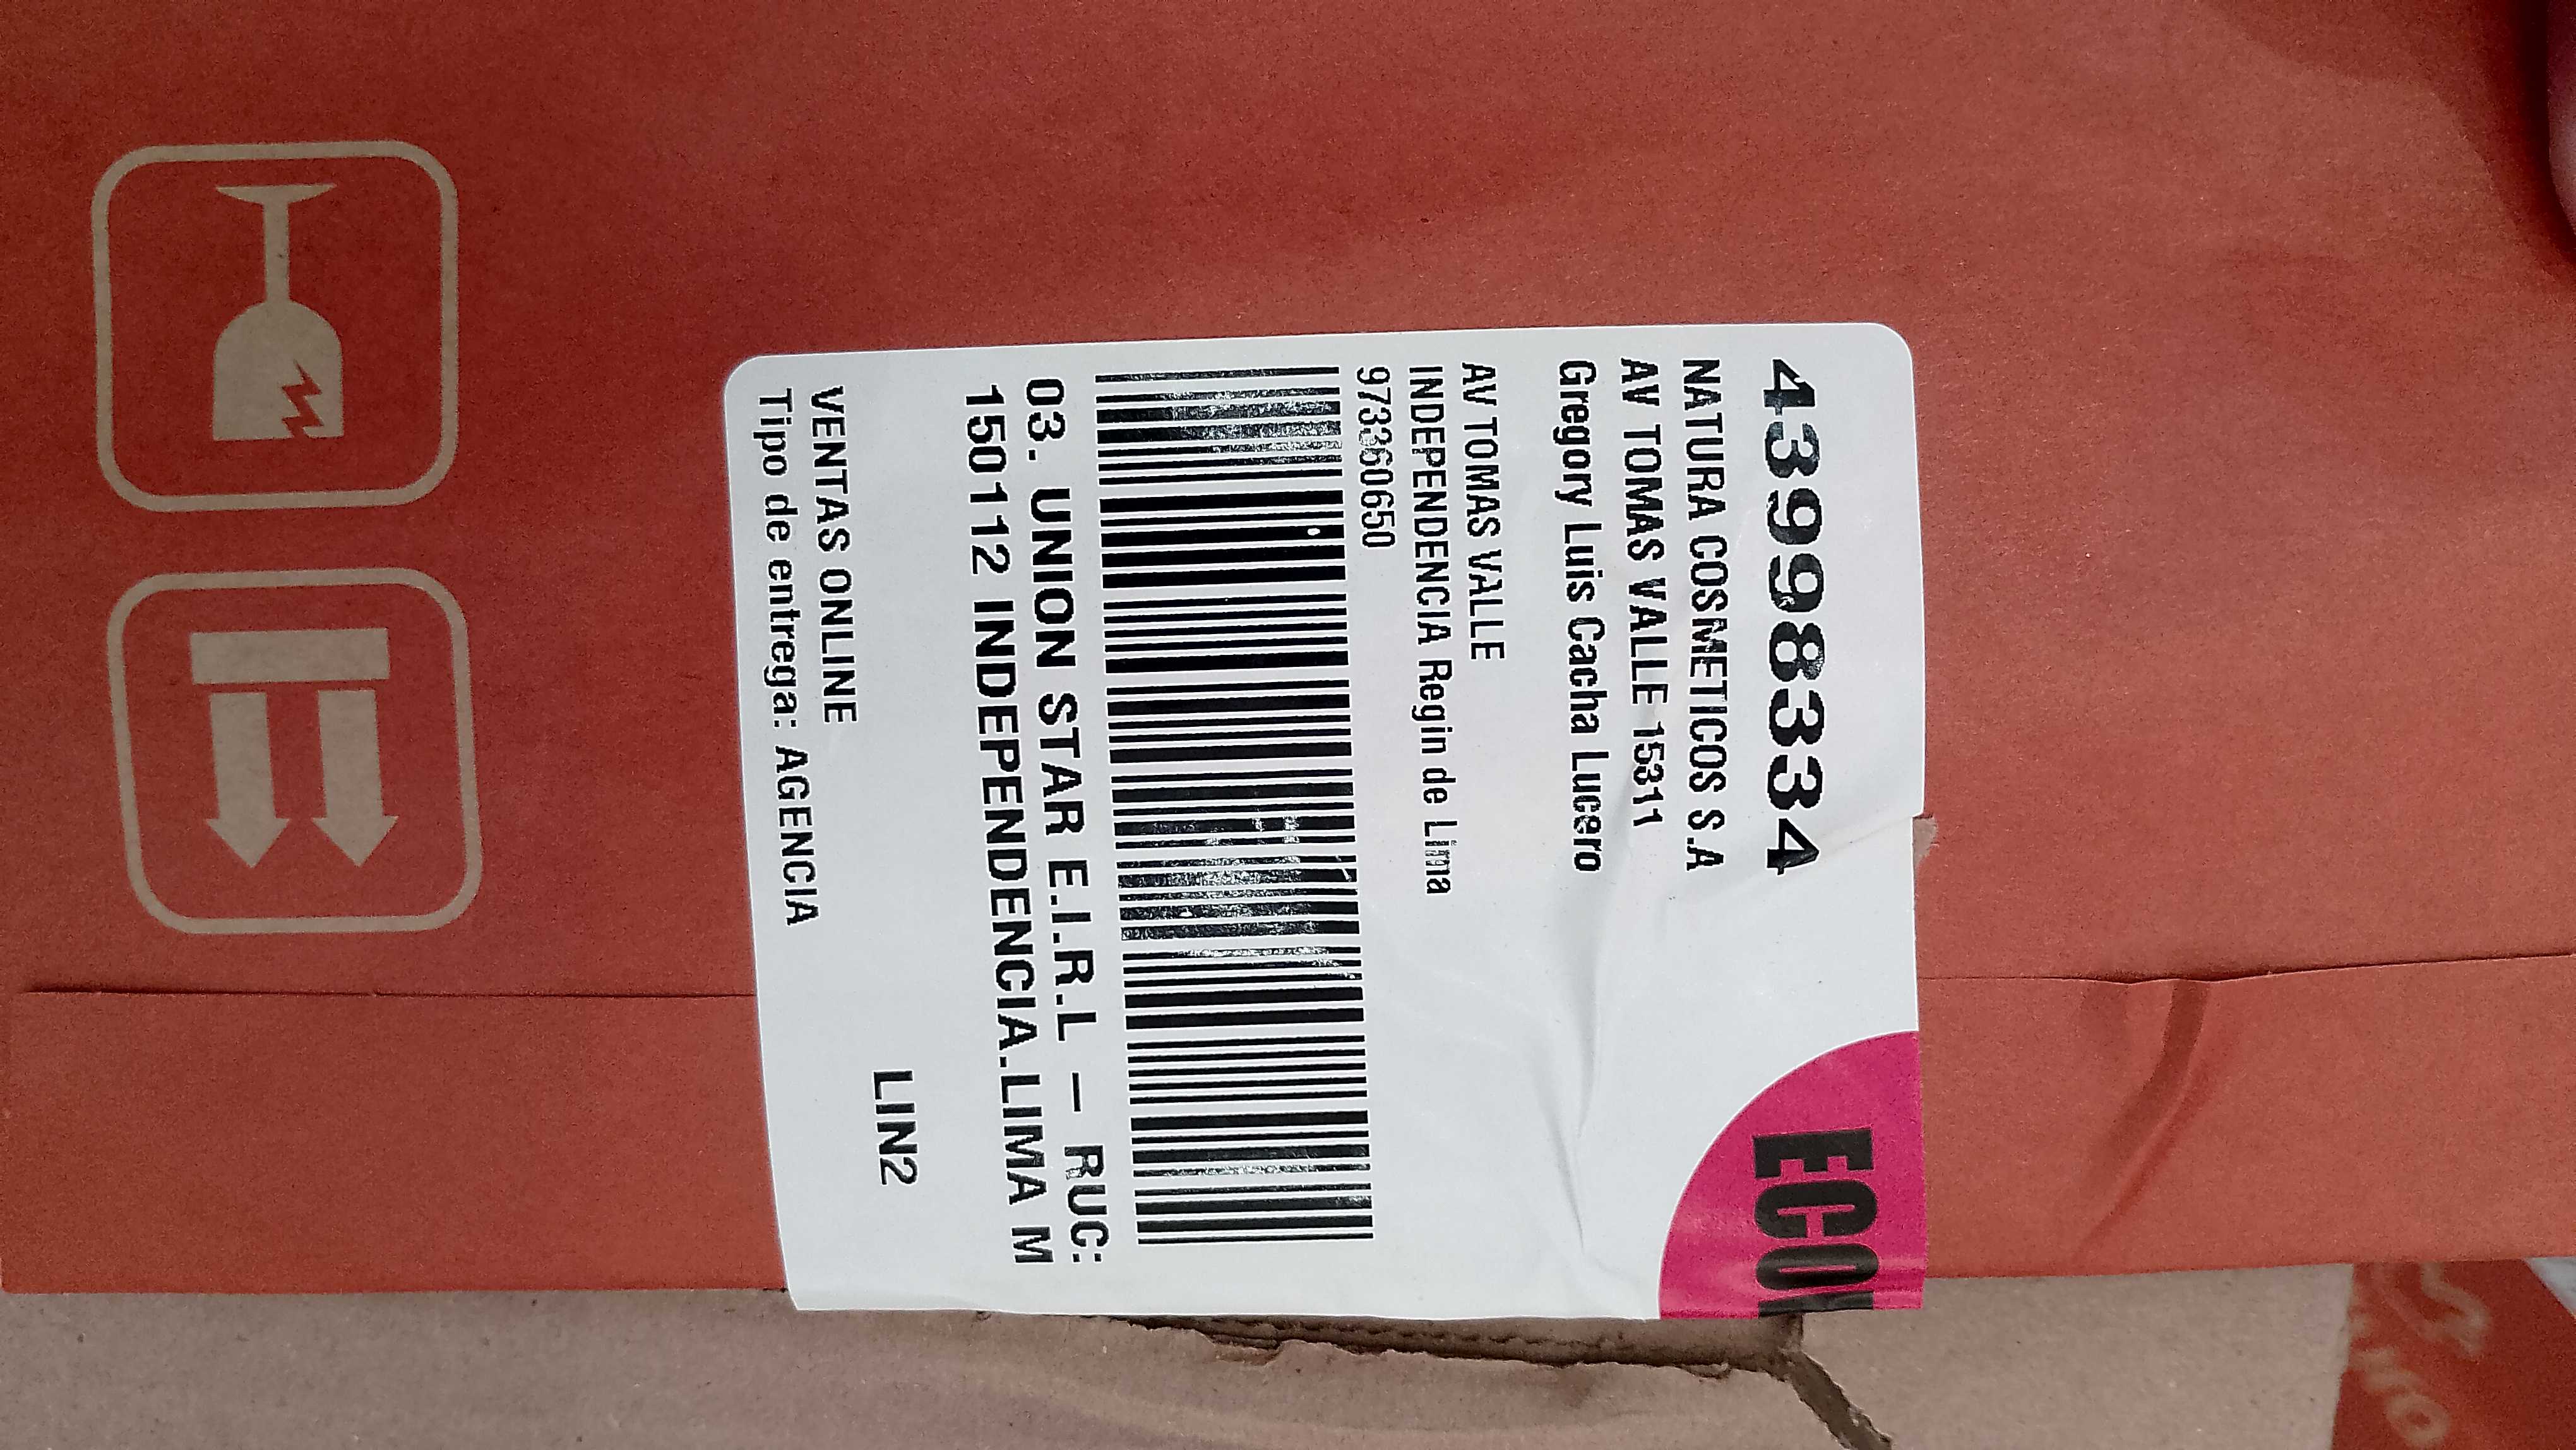 439983334
NATURA COSMETICOS S.A
AV TOMAS VALLE 15311
Gregory Luis Cacha Lucero
AV TOMAS VALLE
INDEPENDENCIA Regin de Lima
973360650
03. UNION STAR E.I.R.L - RUC:
150112 INDEPENDENCIA.LIMA M
LIN2
VENTAS ONLINE
Tipo de entrega: AGENCIA